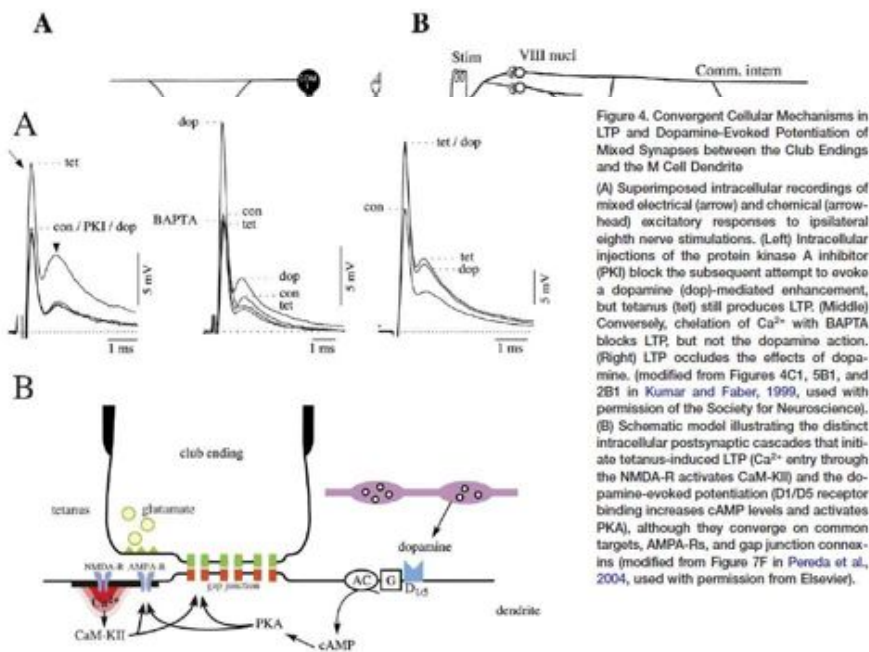 A
B
Stim
VIII nucl
Comm. intern
A
tet
con / PKI / dop
5 mV
1 ms
dop
BAPTA
con
tet
dop
con
tet
5 mV
1 ms
tet / dop
con
tet
dop
5 mV
1 ms
Figure 4. Convergent Cellular Mechanisms in
LTP and Dopamine-Evoked Potentiation of
Mixed Synapses between the Club Endings
and the M Cell Dendrite
(A) Superimposed intracellular recordings of
mixed electrical (arrow) and chemical (arrow-
head) excitatory responses to ipsilateral
eighth nerve stimulations. (Left) Intracellular
injections of the protein kinase A inhibitor
(PKI) block the subsequent attempt to evoke
a dopamine (dop)-mediated enhancement,
but tetanus (tet) still produces LTP. (Middle)
Conversely, chelation of Ca²⁺ with BAPTA
blocks LTP, but not the dopamine action.
(Right) LTP occludes the effects of dopa-
mine. (modified from Figures 4C1, 5B1, and
2B1 in Kumar and Faber, 1999, used with
permission of the Society for Neuroscience).
(B) Schematic model illustrating the distinct
intracellular postsynaptic cascades that initi-
ate tetanus-induced LTP (Ca²⁺ entry through
the NMDA-R activates CaM-KII) and the do-
pamine-evoked potentiation (D1/D5 receptor
binding increases cAMP levels and activates
PKA), although they converge on common
targets, AMPA-Rs, and gap junction connex-
ins (modified from Figure 7F in Pereda et al.,
2004, used with permission from Elsevier).
B
club ending
tetanus
glutamate
dopamine
NMDA-R
AMPA-R
gap junction
AC
G
D1/5
dendrite
Ca²⁺
CaM-KII
PKA
cAMP